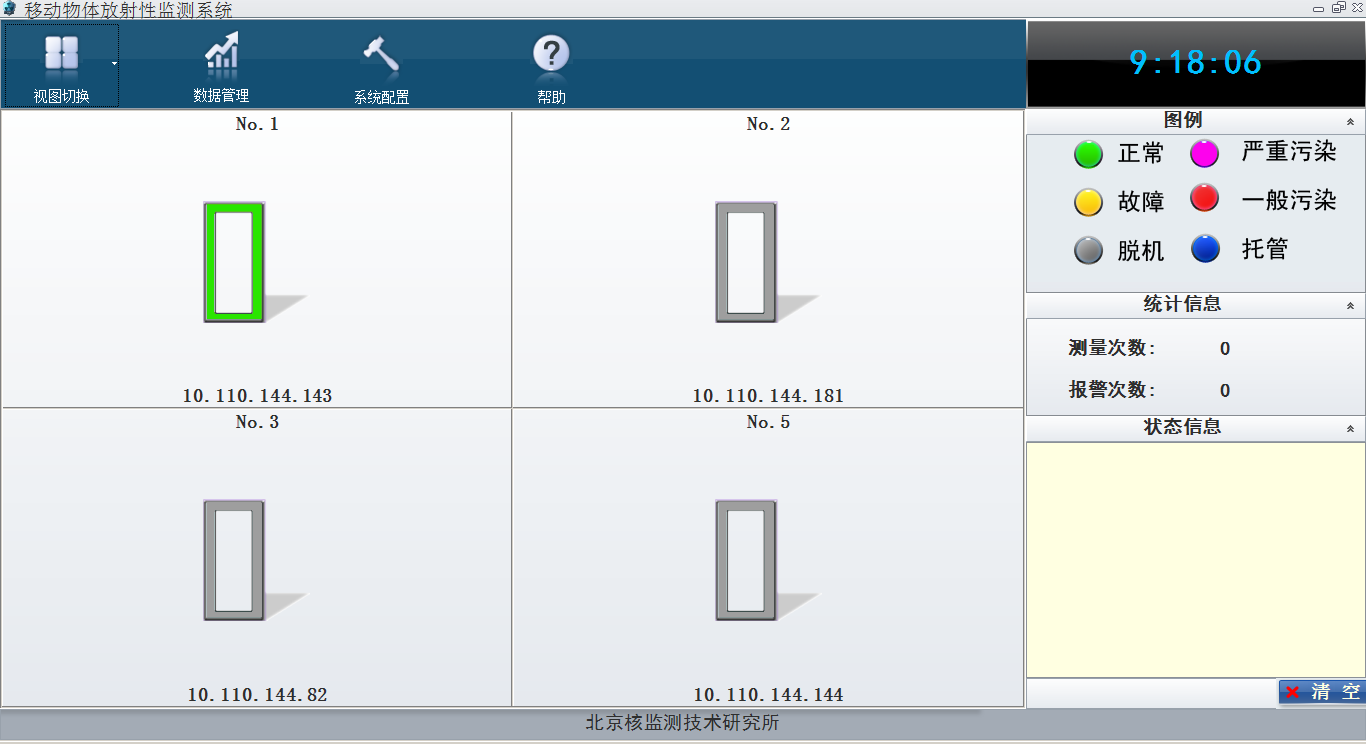 移动物体放射性监测系统
视图切换
数据管理
系统配置
帮助
9:18:06
No. 1
No. 2
10. 110. 144. 143
10. 110. 144. 181
No. 3
No. 5
10. 110. 144. 82
10. 110. 144. 144
图例
正常
严重污染
故障
一般污染
脱机
托管
统计信息
测量次数: 0
报警次数: 0
状态信息
清 空
北京核监测技术研究所